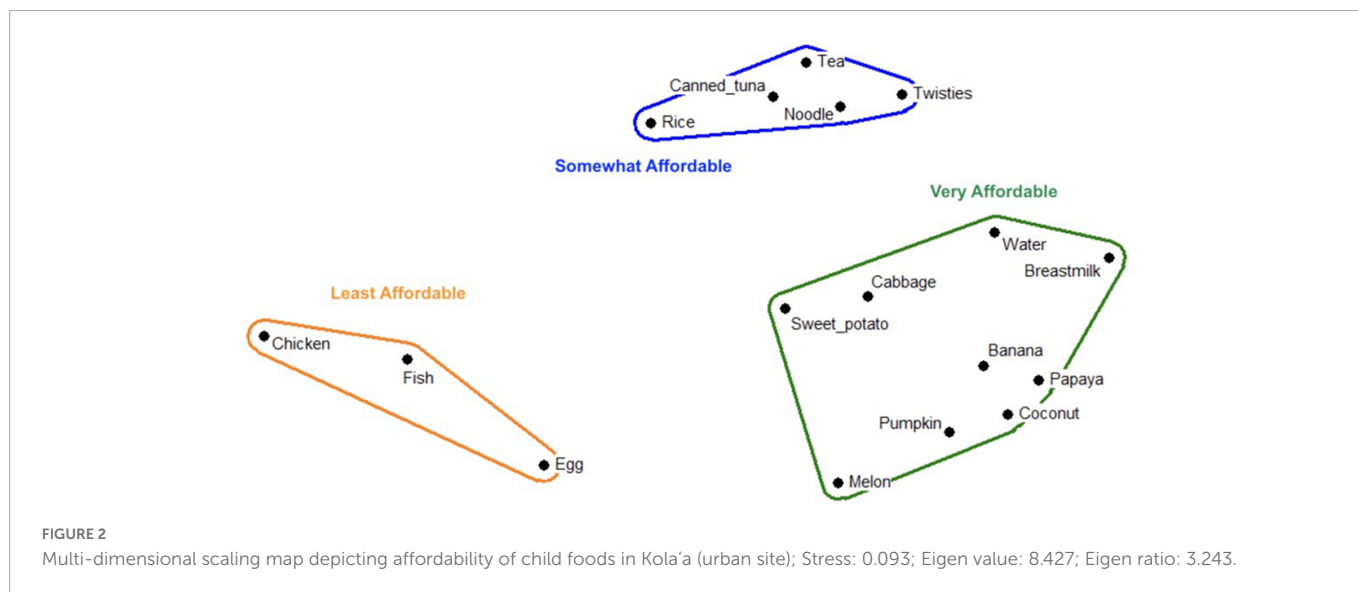 Tea
Canned_tuna
Twisties
Noodle
Rice
Somewhat Affordable
Very Affordable
Water
Breastmilk
Cabbage
Least Affordable
Sweet_potato
Chicken
Banana
Fish
Papaya
Coconut
Pumpkin
Egg
Melon
FIGURE 2
Multi-dimensional scaling map depicting affordability of child foods in Kola’a (urban site); Stress: 0.093; Eigen value: 8.427; Eigen ratio: 3.243.